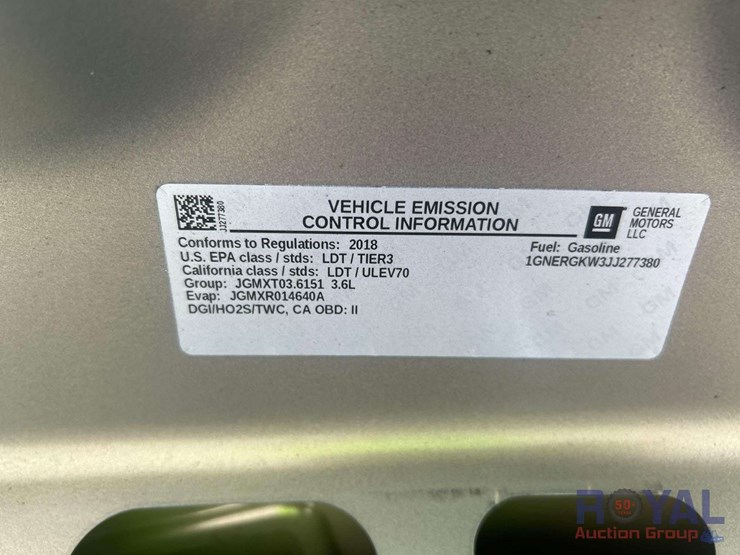 VEHICLE EMISSION
CONTROL INFORMATION
JJ277380
GM
GENERAL
MOTORS
LLC
Conforms to Regulations: 2018
U.S. EPA class / stds: LDT / TIER3
California class / stds: LDT / ULEV70
Group: JGMXT03.6151 3.6L
Evap: JGMXR014640A
DGI/HO2S/TWC, CA OBD: II
Fuel: Gasoline
1GNERGKW3JJ277380
ROYAL
50
Auction Group